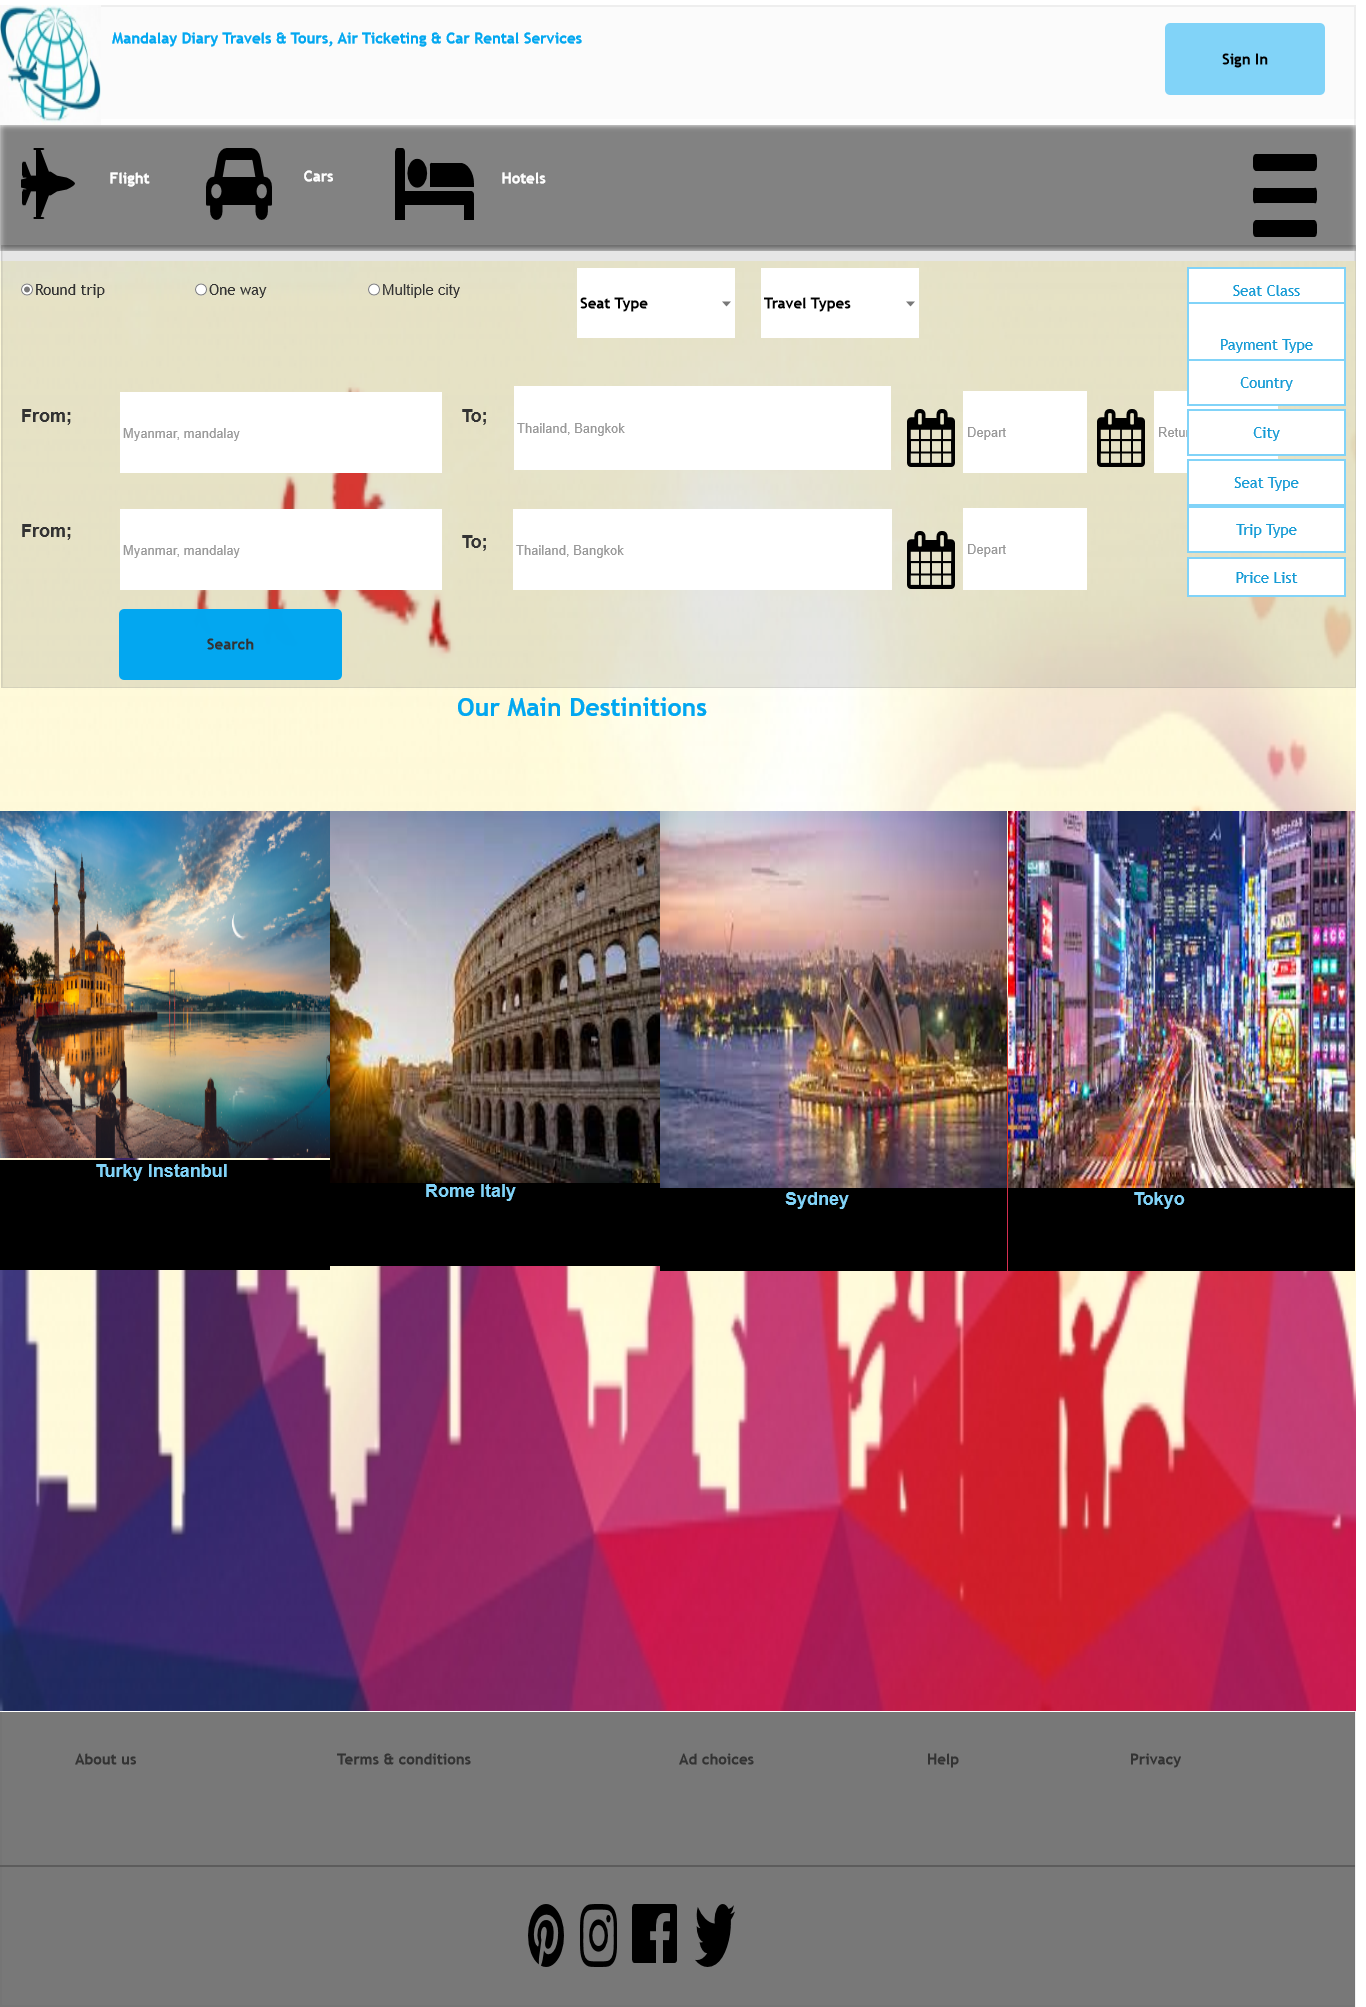 Mandalay Diary Travels & Tours, Air Ticketing & Car Rental Services
Sign In
Flight
Cars
Hotels
Round trip
One way
Multiple city
Seat Type
Travel Types
Seat Class
Payment Type
Country
City
Seat Type
Trip Type
Price List
From;
Myanmar, mandalay
To;
Thailand, Bangkok
Depart
From;
Myanmar, mandalay
To;
Thailand, Bangkok
Depart
Search
Our Main Destinitions
Turky Instanbul
Rome Italy
Sydney
Tokyo
About us
Terms & conditions
Ad choices
Help
Privacy